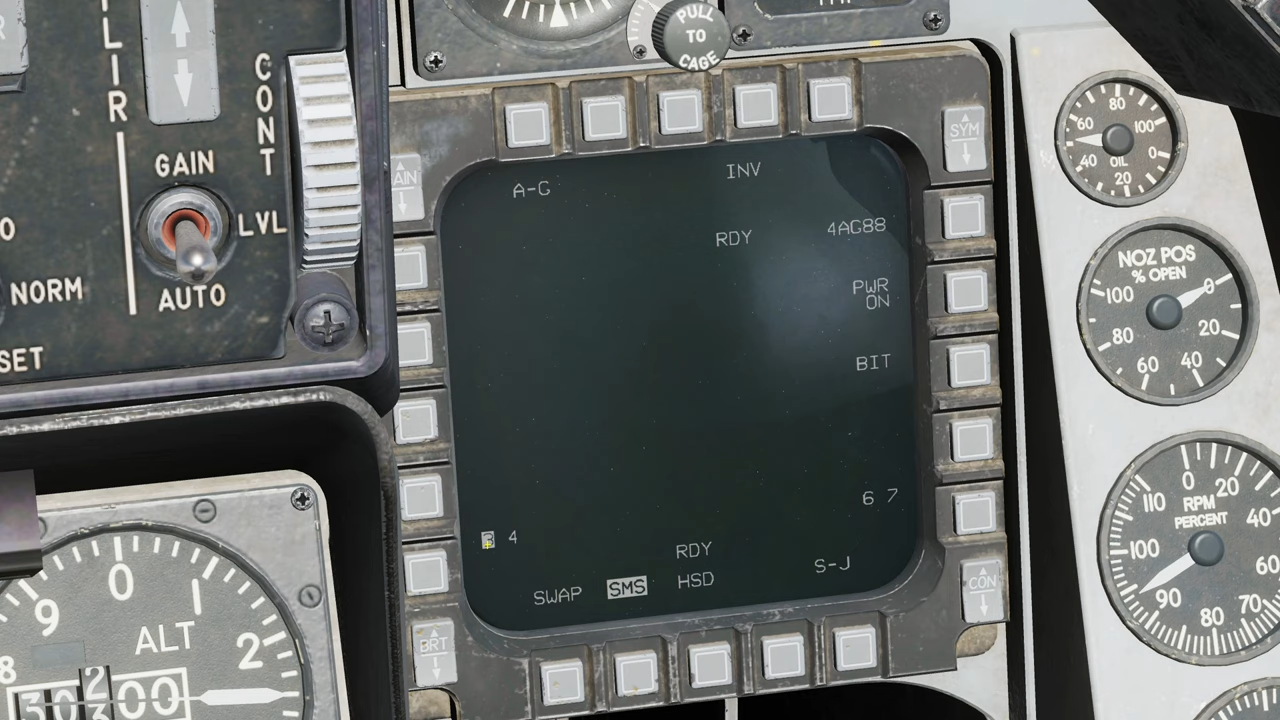 FLIR
CONT
GAIN
LVL
NORM
AUTO
SET
PULL
TO
CAGE
SYM
A-G
INV
RDY
4AG88
PWR
ON
BIT
6 7
4
RDY
SWAP
SMS
HSD
S-J
BRT
CON
ALT
0
1
2
8
9
80
60
100
40
0
OIL
20
NOZ POS
% OPEN
100
0
80
20
60
40
0
20
110
RPM
PERCENT
40
100
60
90
80
70